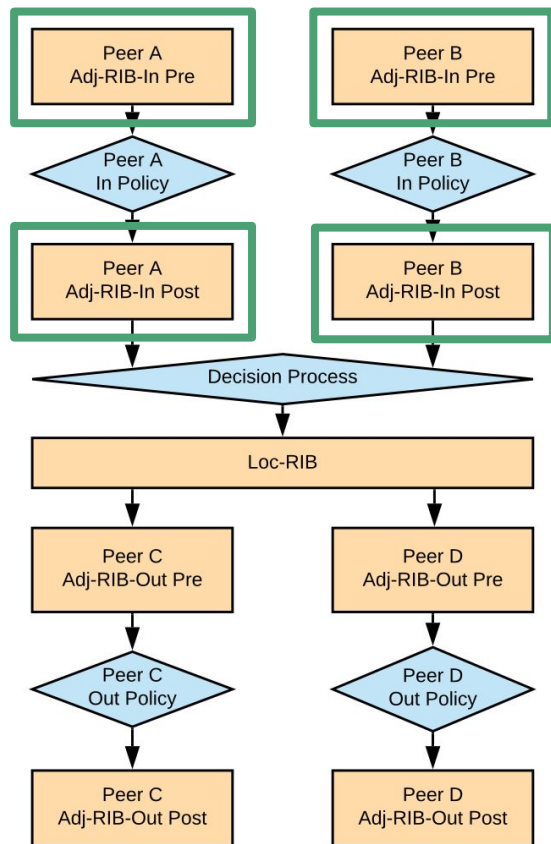 Peer A
Adj-RIB-In Pre
Peer B
Adj-RIB-In Pre
Peer A
In Policy
Peer B
In Policy
Peer A
Adj-RIB-In Post
Peer B
Adj-RIB-In Post
Decision Process
Loc-RIB
Peer C
Adj-RIB-Out Pre
Peer D
Adj-RIB-Out Pre
Peer C
Out Policy
Peer D
Out Policy
Peer C
Adj-RIB-Out Post
Peer D
Adj-RIB-Out Post